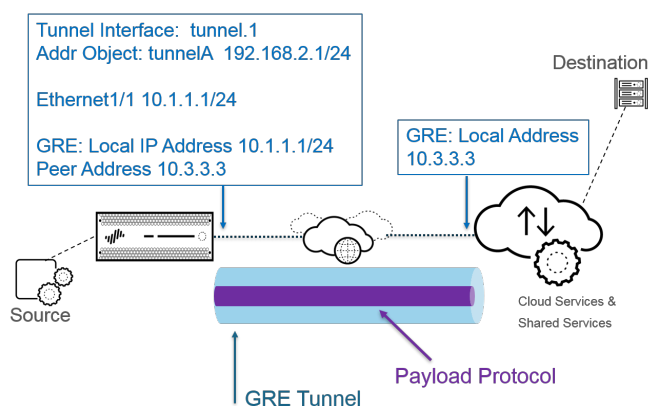 Tunnel Interface: tunnel.1
Addr Object: tunnelA 192.168.2.1/24
Ethernet1/1 10.1.1.1/24
GRE: Local IP Address 10.1.1.1/24
Peer Address 10.3.3.3
Destination
GRE: Local Address
10.3.3.3
Source
Cloud Services &
Shared Services
Payload Protocol
GRE Tunnel